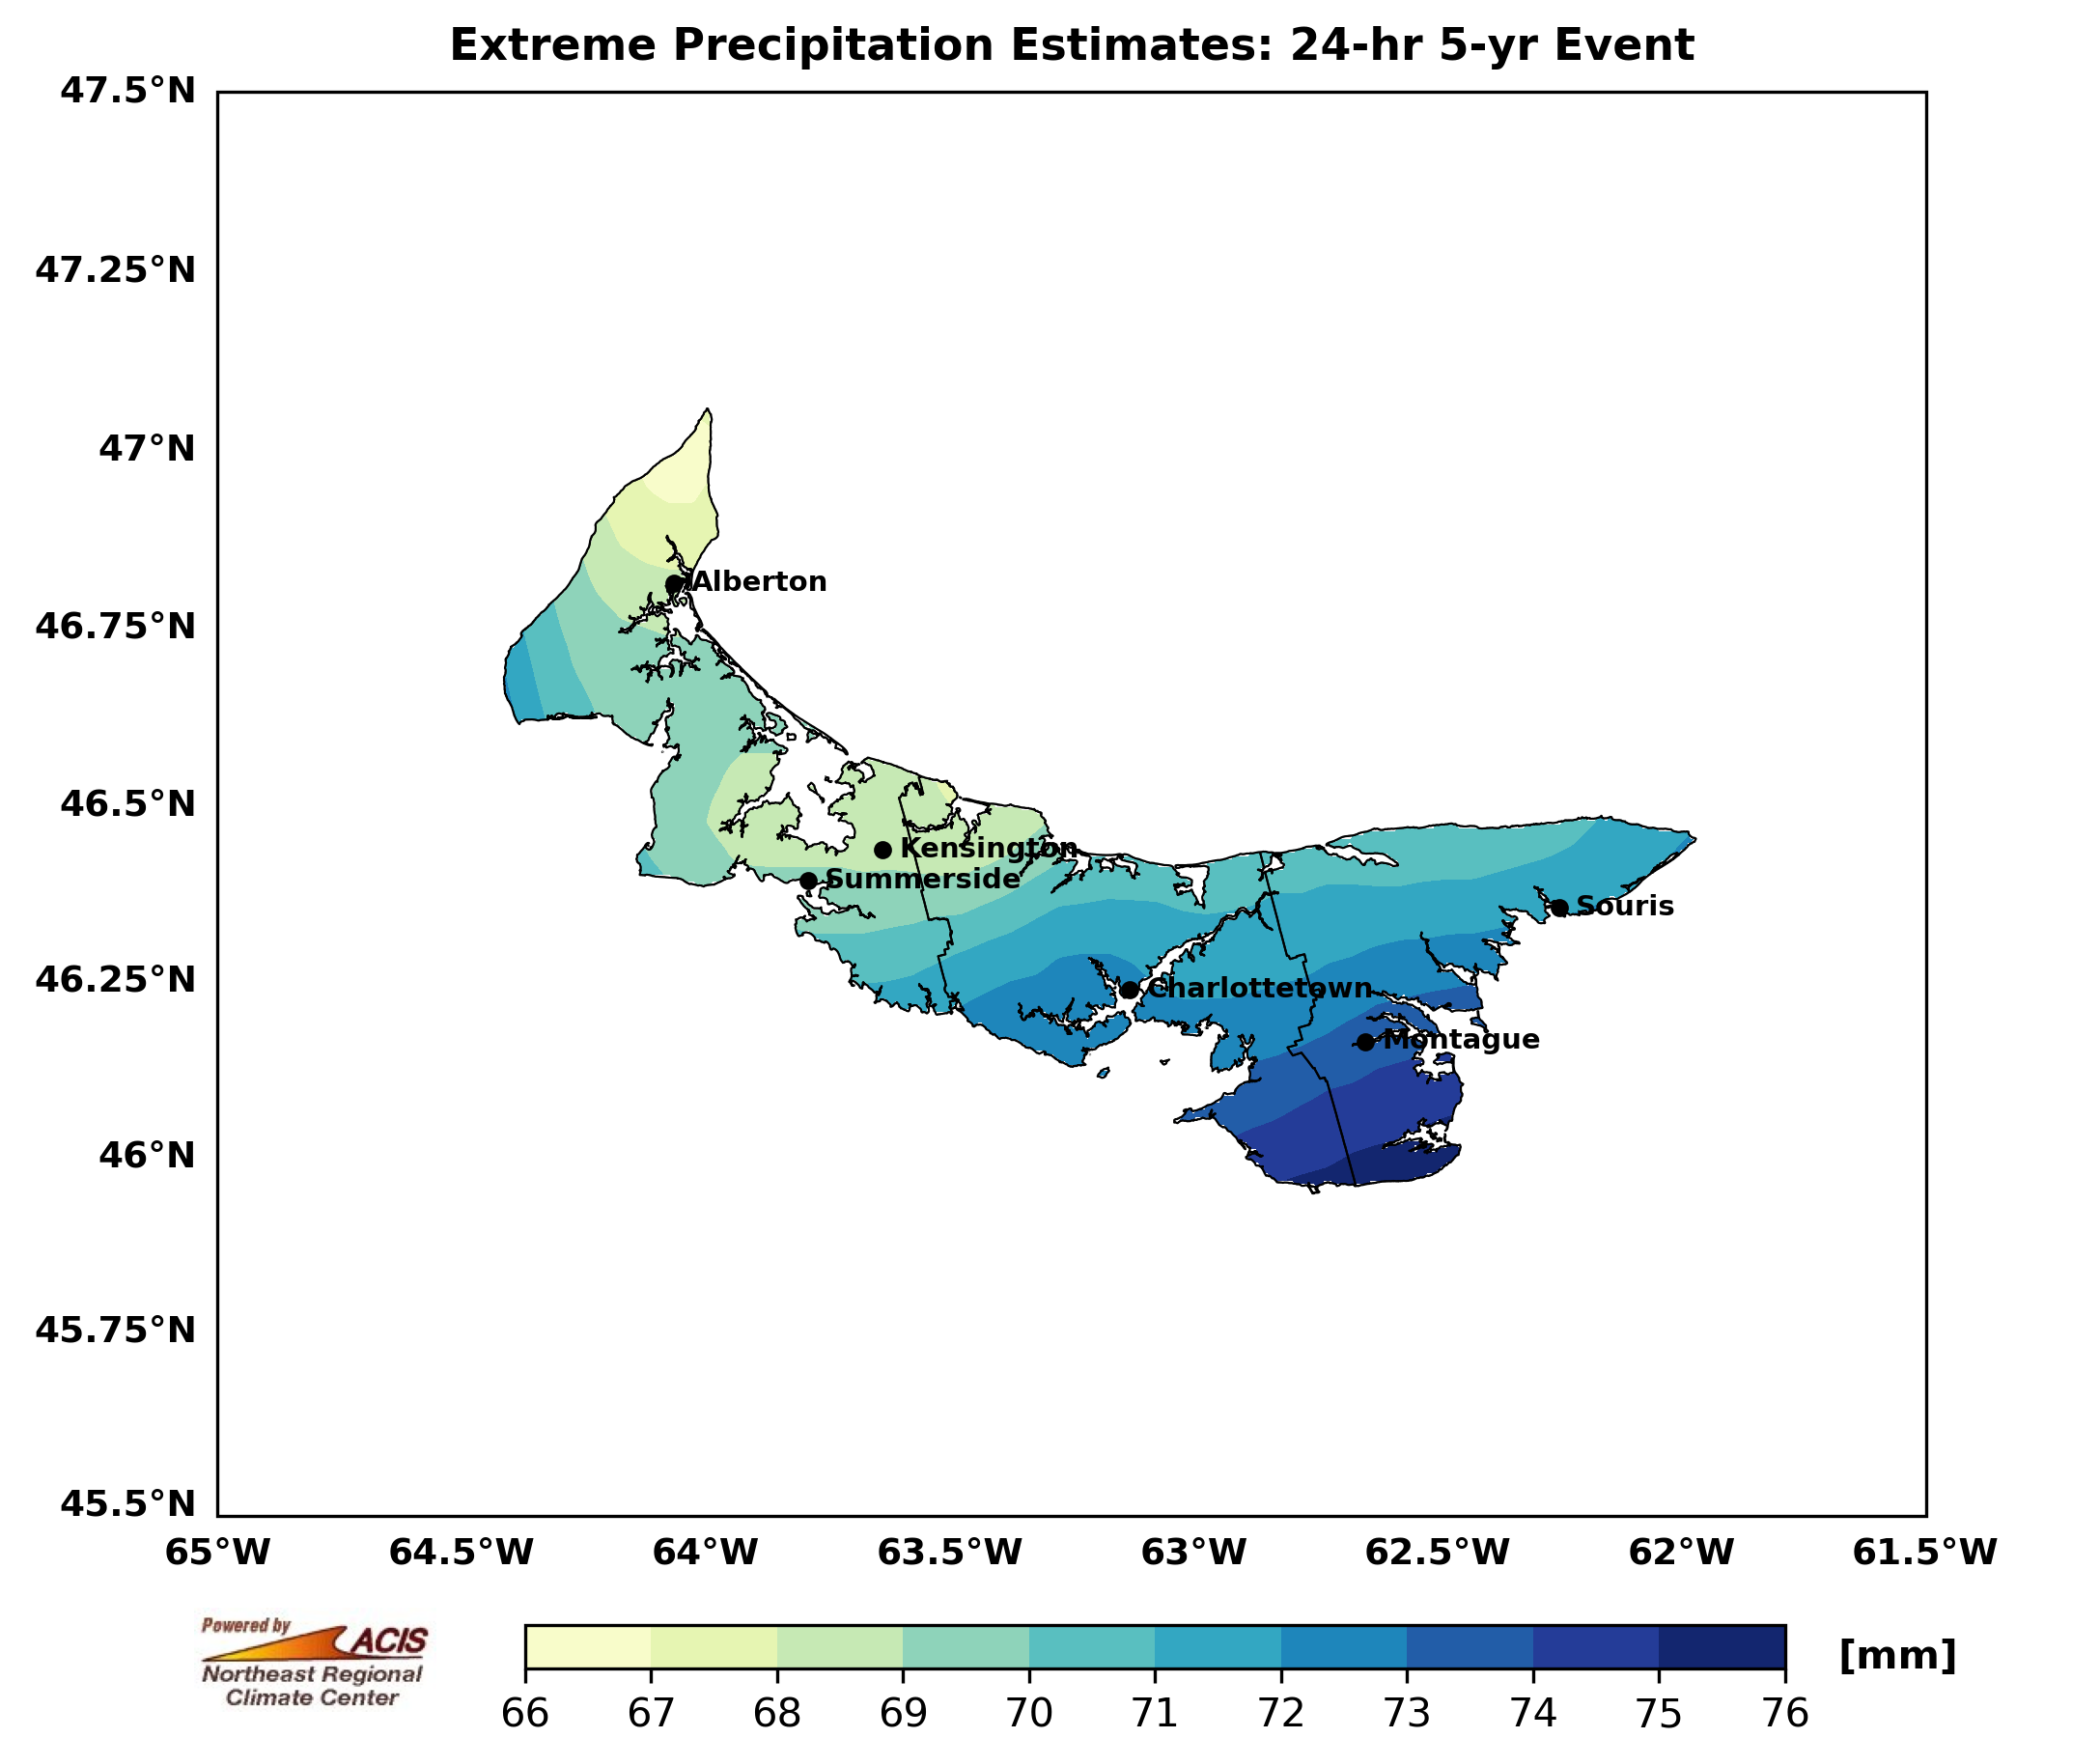 Extreme Precipitation Estimates: 24-hr 5-yr Event
47.5°N
47.25°N
47°N
46.75°N
46.5°N
46.25°N
46°N
45.75°N
45.5°N
Alberton
Kensington
Summerside
Souris
Charlottetown
Montague
65°W 64.5°W 64°W 63.5°W 63°W 62.5°W 62°W 61.5°W
Powered by
ACIS
Northeast Regional
Climate Center
[mm]
66 67 68 69 70 71 72 73 74 75 76